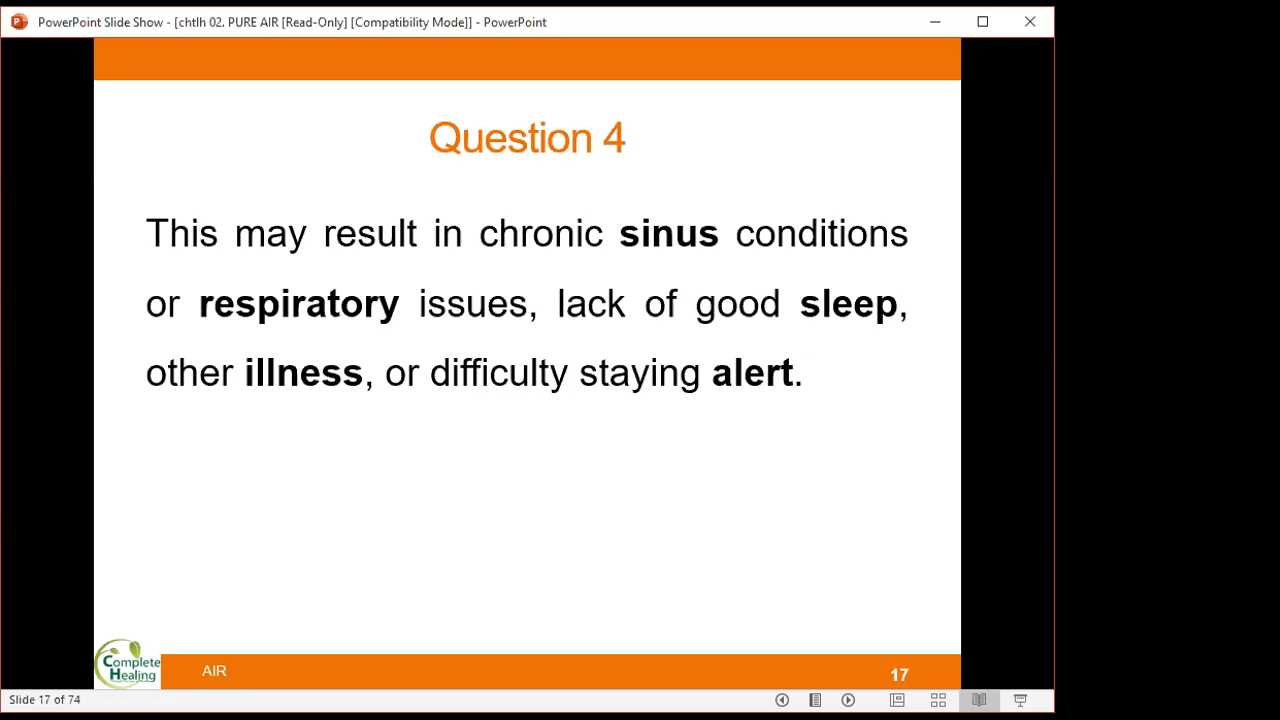 PowerPoint Slide Show - [chtlh 02. PURE AIR [Read-Only] [Compatibility Mode]] - PowerPoint
Question 4
This may result in chronic sinus conditions
or respiratory issues, lack of good sleep,
other illness, or difficulty staying alert.
Complete
Healing
AIR
17
Slide 17 of 74